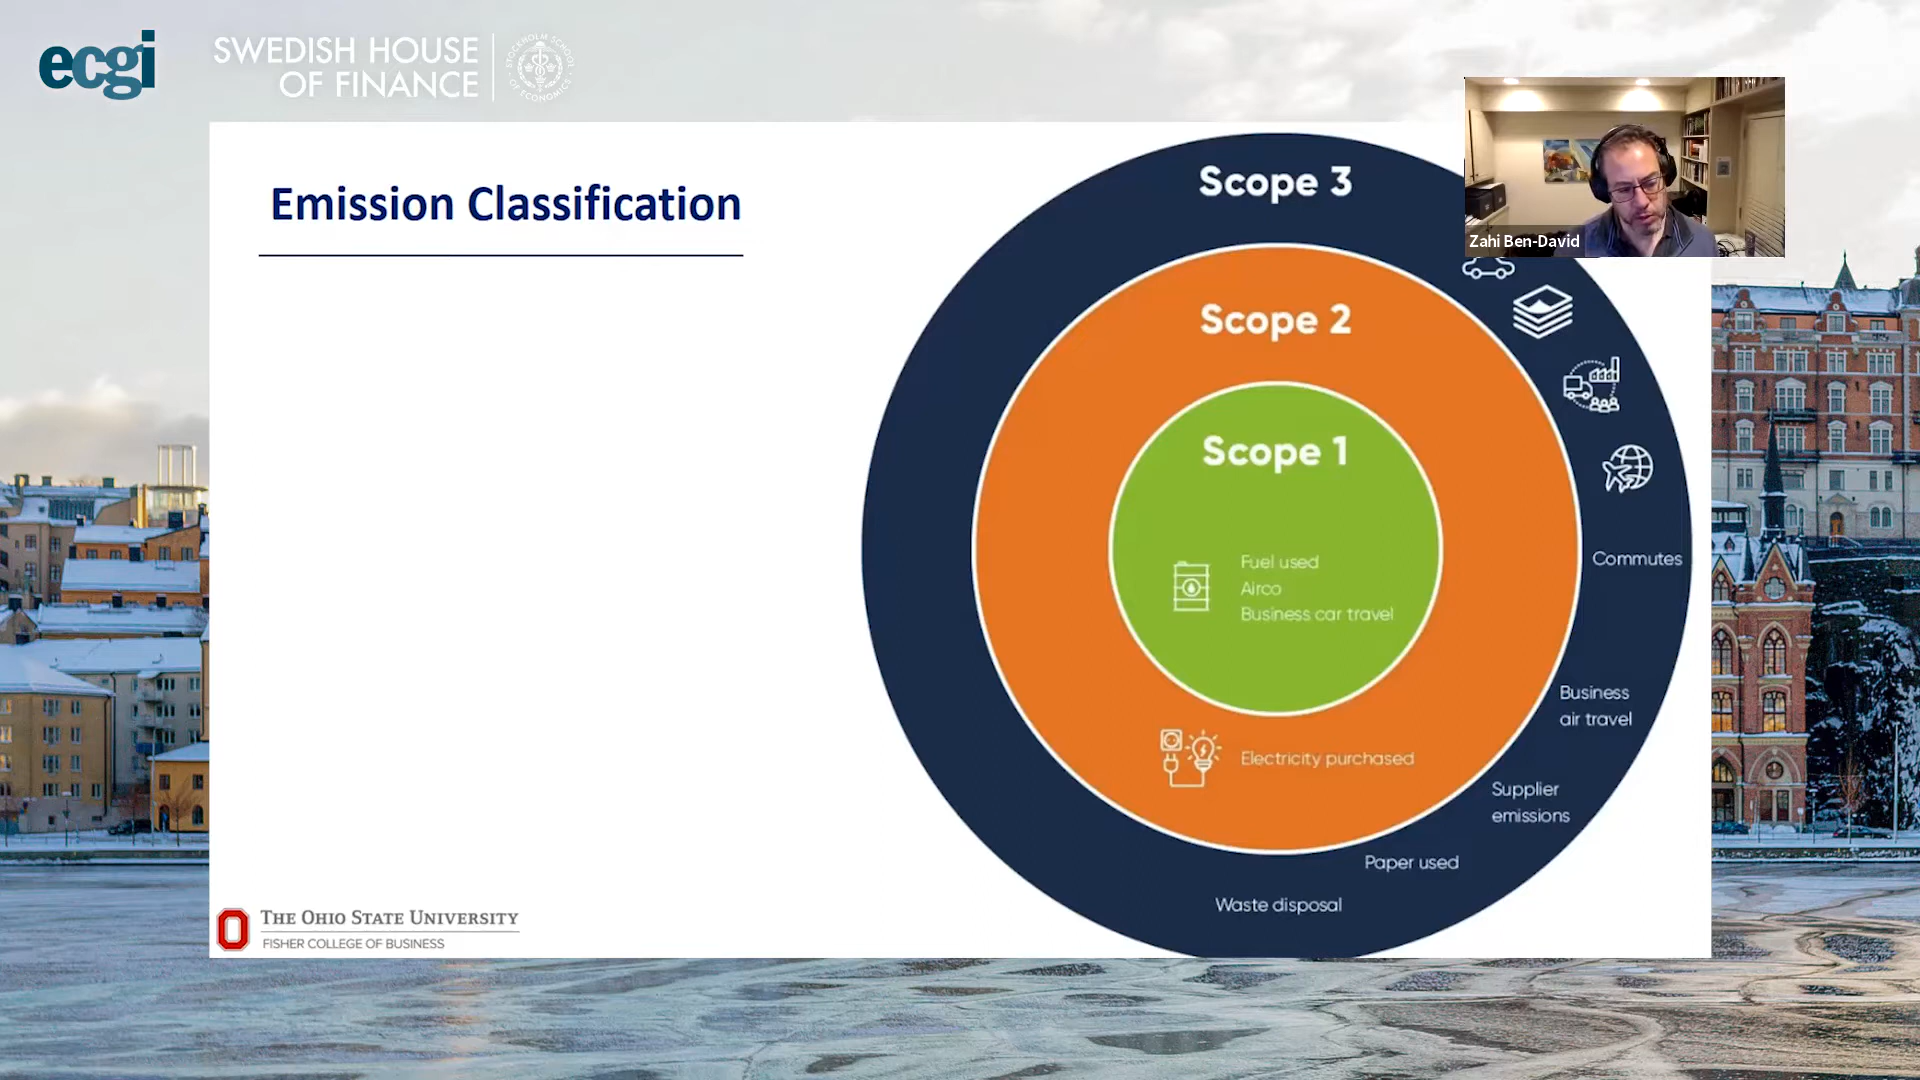 ecgi
SWEDISH HOUSE
OF FINANCE
STOCKHOLM SCHOOL
OF ECONOMICS
Zahi Ben-David
Emission Classification
Scope 3
Scope 2
Scope 1
Fuel used
Airco
Business car travel
Electricity purchased
Commutes
Business
air travel
Supplier
emissions
Paper used
Waste disposal
THE OHIO STATE UNIVERSITY
FISHER COLLEGE OF BUSINESS